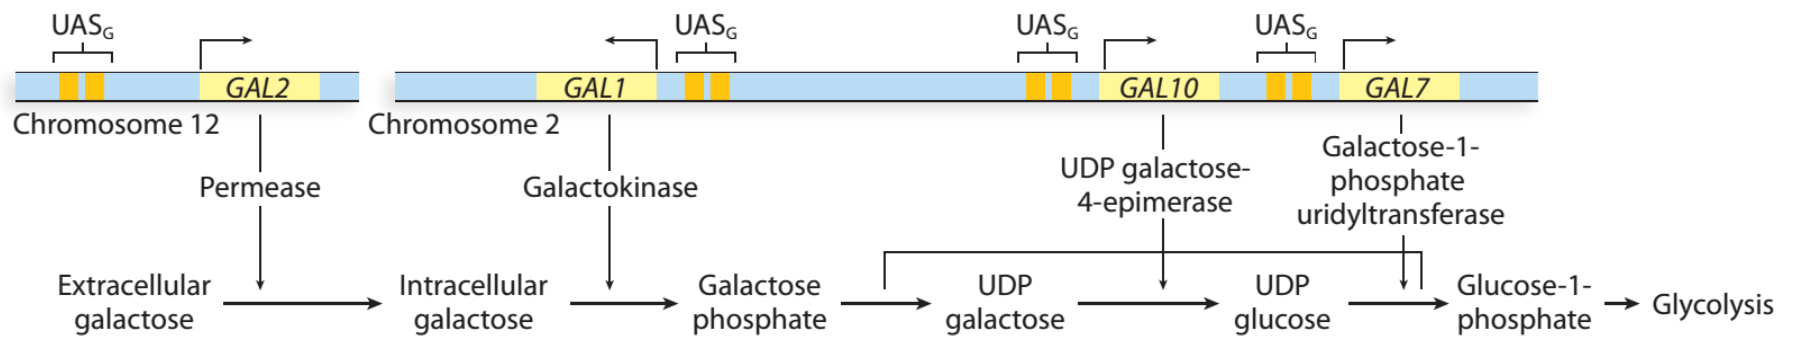 UASG
UASG
UASG
UASG
GAL2
GAL1
GAL10
GAL7
Chromosome 12
Chromosome 2
Permease
Galactokinase
UDP galactose-
4-epimerase
Galactose-1-
phosphate
uridyltransferase
Extracellular
galactose
Intracellular
galactose
Galactose
phosphate
UDP
galactose
UDP
glucose
Glucose-1-
phosphate
Glycolysis